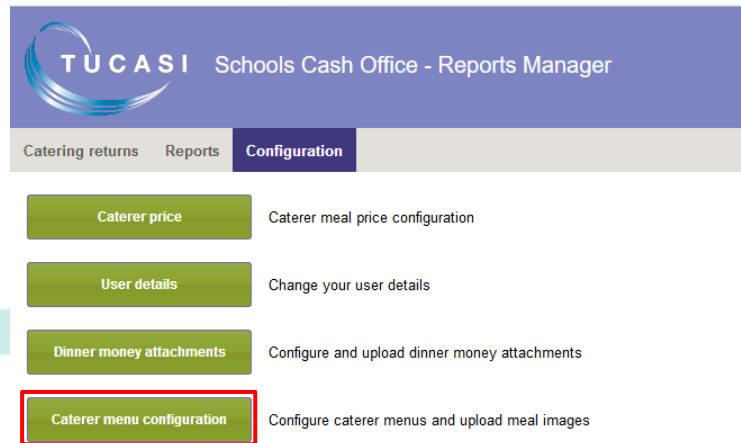 TUCASI Schools Cash Office - Reports Manager
Catering returns Reports Configuration
Caterer price Caterer meal price configuration
User details Change your user details
Dinner money attachments Configure and upload dinner money attachments
Caterer menu configuration Configure caterer menus and upload meal images